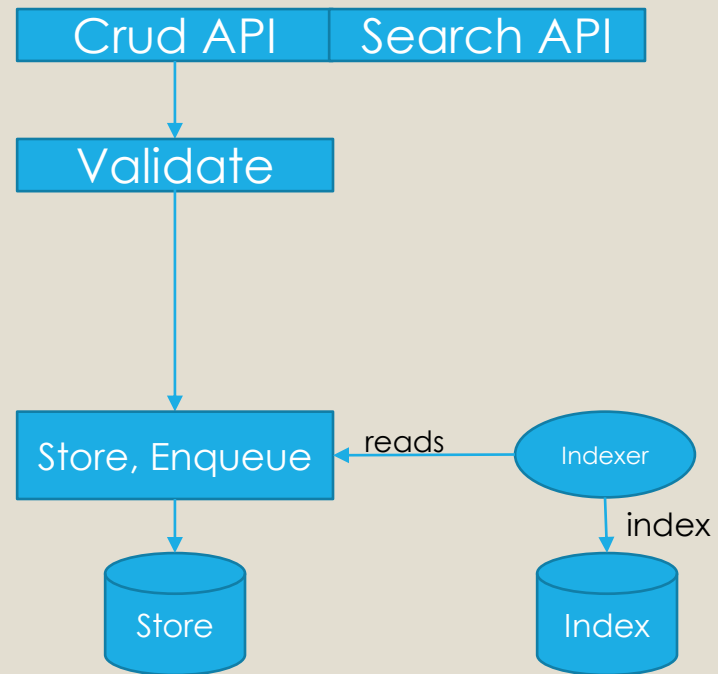 Crud API
Search API
Validate
Store, Enqueue
reads
Indexer
index
Store
Index